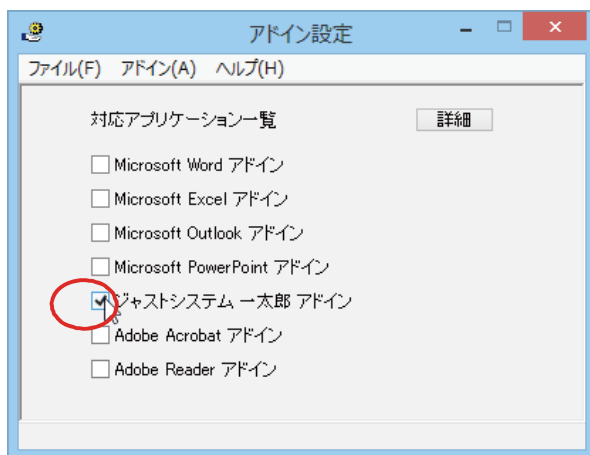 アドイン設定
ファイル(F) アドイン(A) ヘルプ(H)
対応アプリケーション一覧 詳細
Microsoft Word アドイン
Microsoft Excel アドイン
Microsoft Outlook アドイン
Microsoft PowerPoint アドイン
ジャストシステム 一太郎 アドイン
Adobe Acrobat アドイン
Adobe Reader アドイン